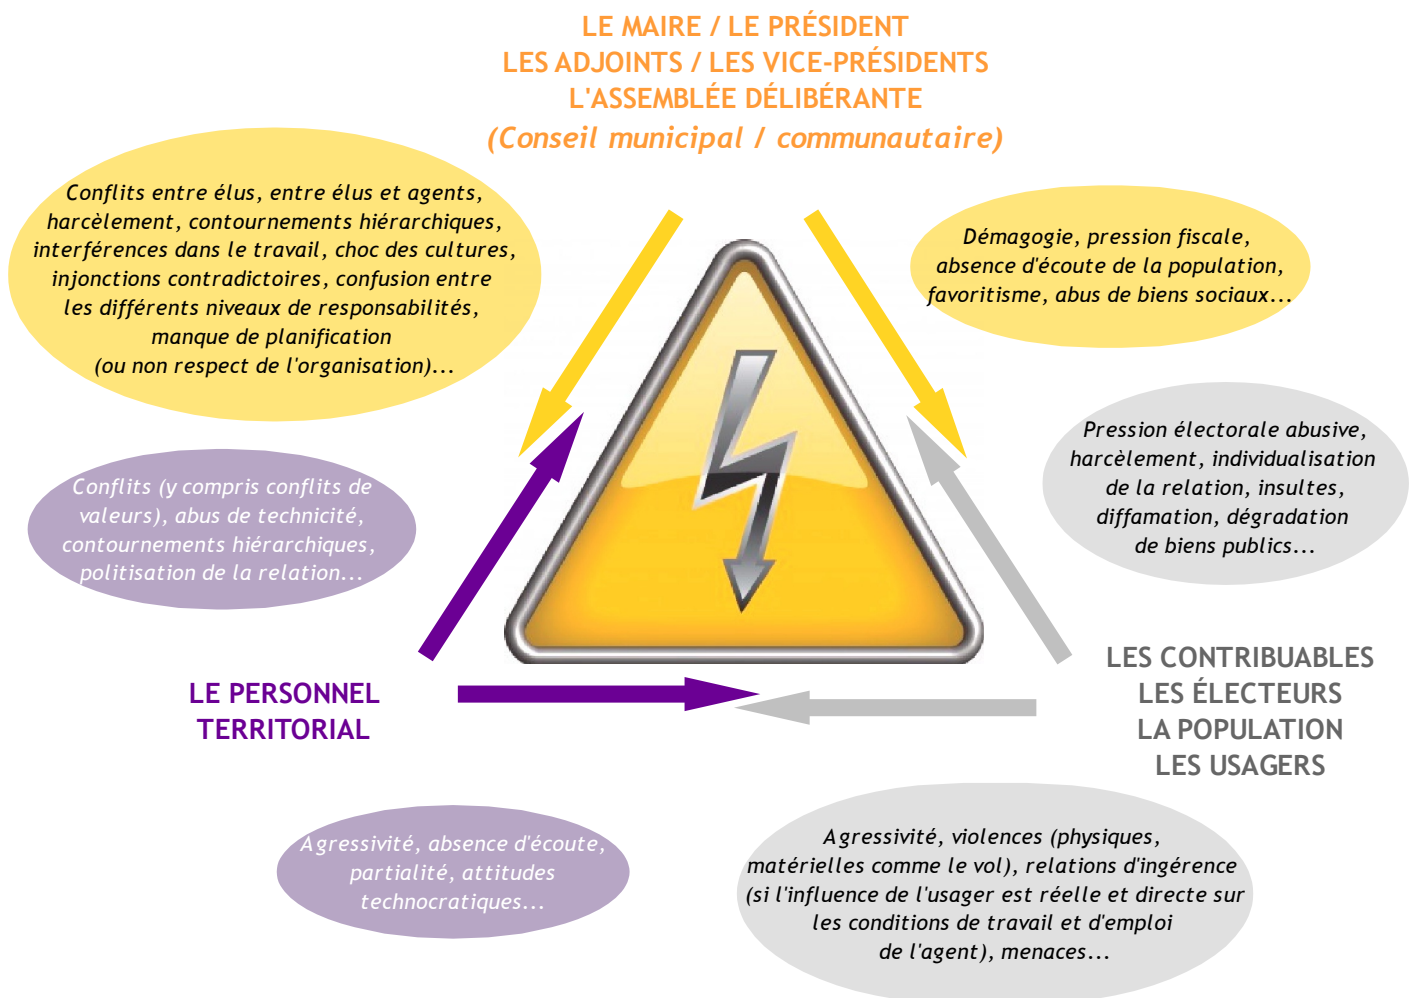 LE MAIRE / LE PRÉSIDENT
LES ADJOINTS / LES VICE-PRÉSIDENTS
L'ASSEMBLÉE DÉLIBÉRANTE
(Conseil municipal / communautaire)
Conflits entre élus, entre élus et agents,
harcèlement, contournements hiérarchiques,
interférences dans le travail, choc des cultures,
injonctions contradictoires, confusion entre
les différents niveaux de responsabilités,
manque de planification
(ou non respect de l'organisation)...
Démagogie, pression fiscale,
absence d'écoute de la population,
favoritisme, abus de biens sociaux...
Conflits (y compris conflits de
valeurs), abus de technicité,
contournements hiérarchiques,
politisation de la relation...
Pression électorale abusive,
harcèlement, individualisation
de la relation, insultes,
diffamation, dégradation
de biens publics...
LE PERSONNEL
TERRITORIAL
LES CONTRIBUABLES
LES ÉLECTEURS
LA POPULATION
LES USAGERS
Agressivité, absence d'écoute,
partialité, attitudes
technocratiques...
Agressivité, violences (physiques,
matérielles comme le vol), relations d'ingérence
(si l'influence de l'usager est réelle et directe sur
les conditions de travail et d'emploi
de l'agent), menaces...